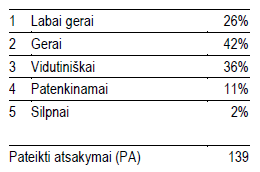 1 Labai gerai 26%
2 Gerai 42%
3 Vidutiniškai 36%
4 Patenkinamai 11%
5 Silpnai 2%
Pateikti atsakymai (PA) 139